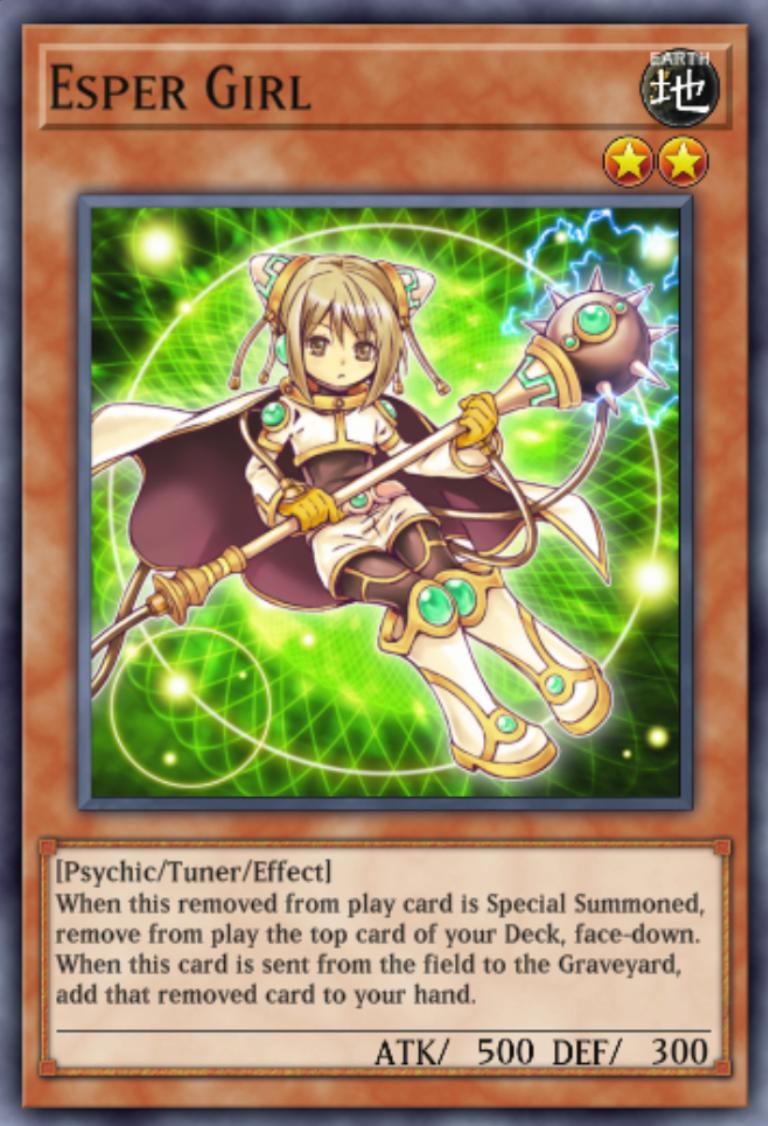 Esper Girl
EARTH
地
[Psychic/Tuner/Effect]
When this removed from play card is Special Summoned,
remove from play the top card of your Deck, face-down.
When this card is sent from the field to the Graveyard,
add that removed card to your hand.
ATK/ 500 DEF/ 300